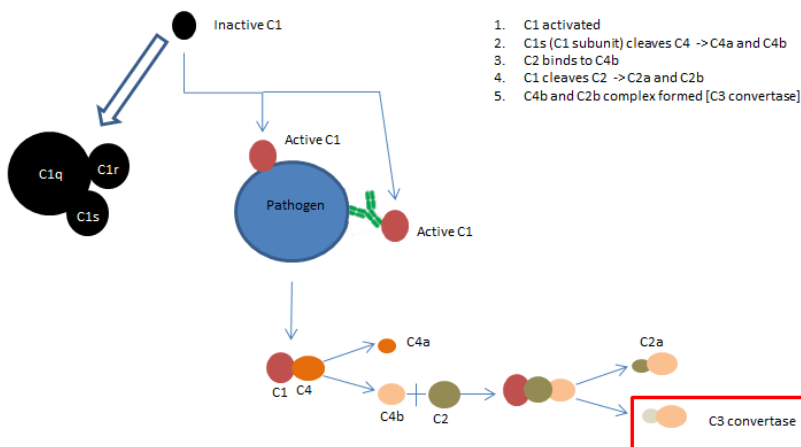 Inactive C1
1. C1 activated
2. C1s (C1 subunit) cleaves C4 -> C4a and C4b
3. C2 binds to C4b
4. C1 cleaves C2 -> C2a and C2b
5. C4b and C2b complex formed [C3 convertase]
Active C1
C1q
C1r
C1s
Pathogen
Active C1
C4a
C2a
C1
C4
C4b
C2
C3 convertase